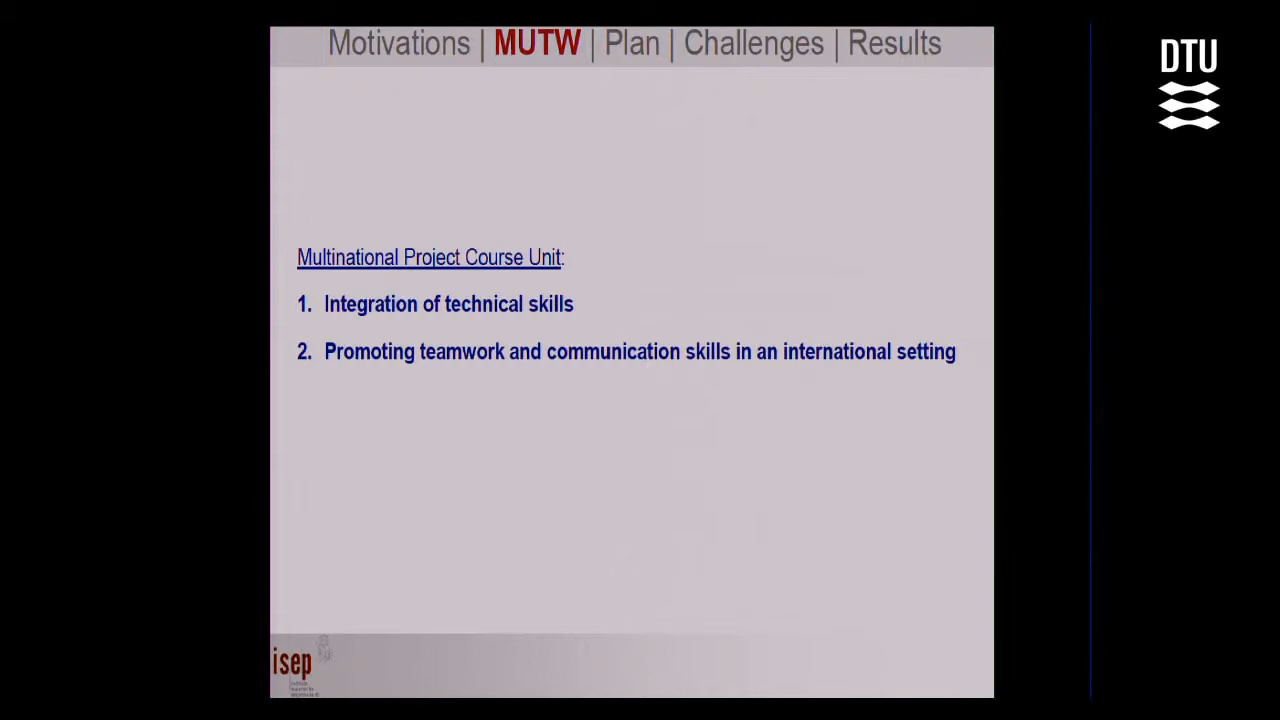 Motivations | MUTW | Plan | Challenges | Results
DTU
Multinational Project Course Unit:
1. Integration of technical skills
2. Promoting teamwork and communication skills in an international setting
isep